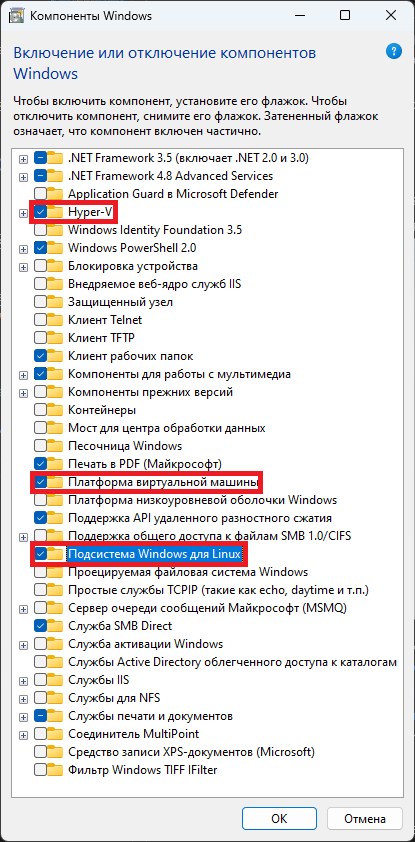 Компоненты Windows
Включение или отключение компонентов
Windows
?
Чтобы включить компонент, установите его флажок. Чтобы
отключить компонент, снимите его флажок. Затененный флажок
означает, что компонент включен частично.
.NET Framework 3.5 (включает .NET 2.0 и 3.0)
.NET Framework 4.8 Advanced Services
Application Guard в Microsoft Defender
Hyper-V
Windows Identity Foundation 3.5
Windows PowerShell 2.0
Блокировка устройства
Внедряемое веб-ядро служб IIS
Защищенный узел
Клиент Telnet
Клиент TFTP
Клиент рабочих папок
Компоненты для работы с мультимедиа
Компоненты прежних версий
Контейнеры
Мост для центра обработки данных
Песочница Windows
Печать в PDF (Майкрософт)
Платформа виртуальной машины
Платформа низкоуровневой оболочки Windows
Поддержка API удаленного разностного сжатия
Поддержка общего доступа к файлам SMB 1.0/CIFS
Подсистема Windows для Linux
Проецируемая файловая система Windows
Простые службы TCPIP (такие как echo, daytime и т.п.)
Сервер очереди сообщений Майкрософт (MSMQ)
Служба SMB Direct
Служба активации Windows
Службы Active Directory облегченного доступа к каталогам
Службы IIS
Службы для NFS
Службы печати и документов
Соединитель MultiPoint
Средство записи XPS-документов (Microsoft)
Фильтр Windows TIFF IFilter
ОК
Отмена